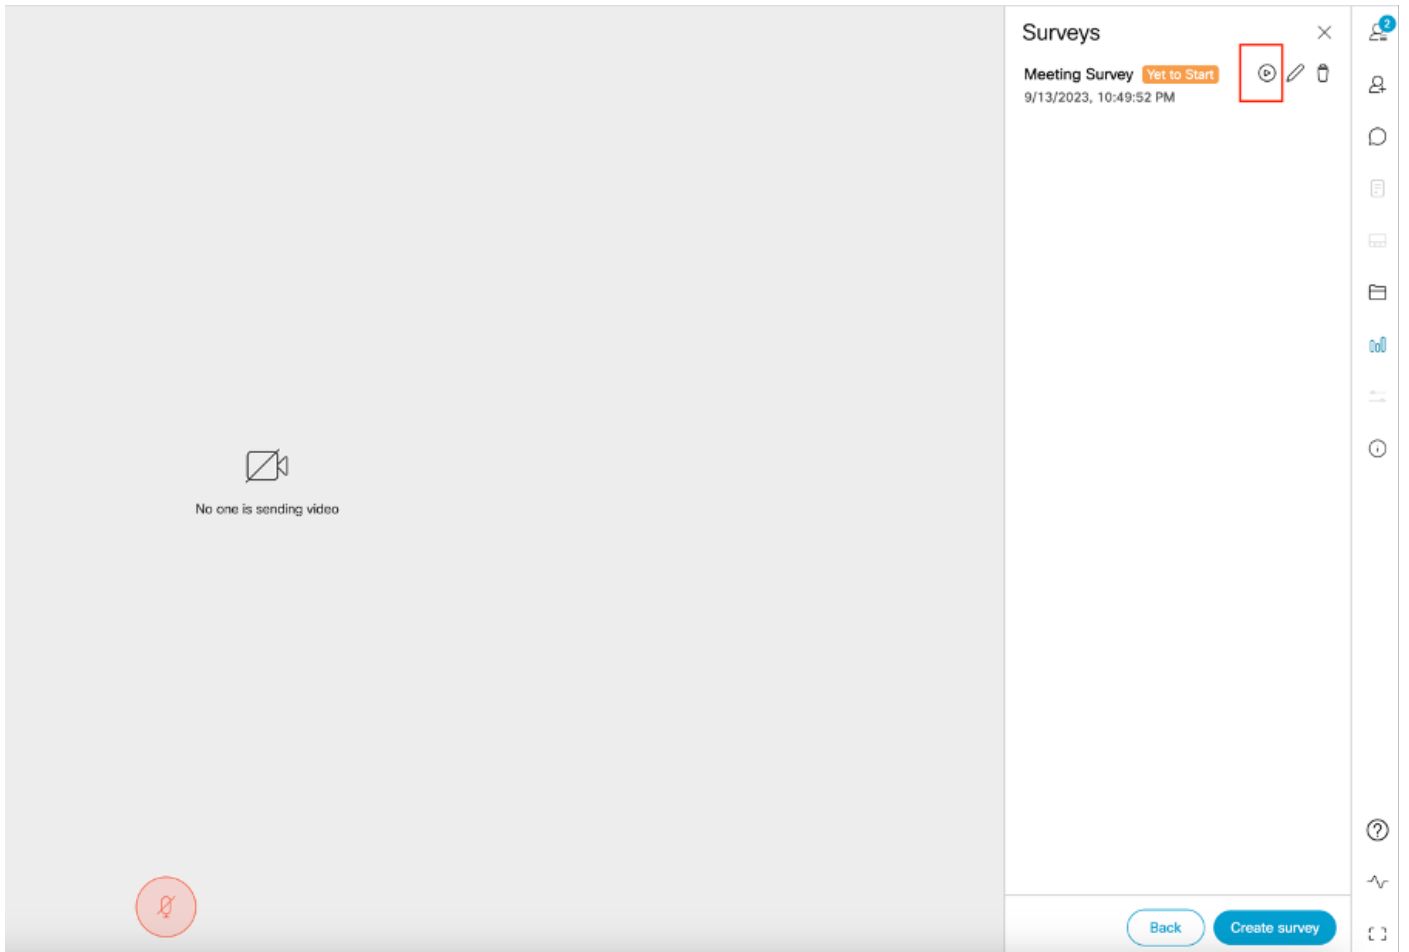 Surveys
2
Meeting Survey Yet to Start
9/13/2023, 10:49:52 PM
No one is sending video
Back Create survey